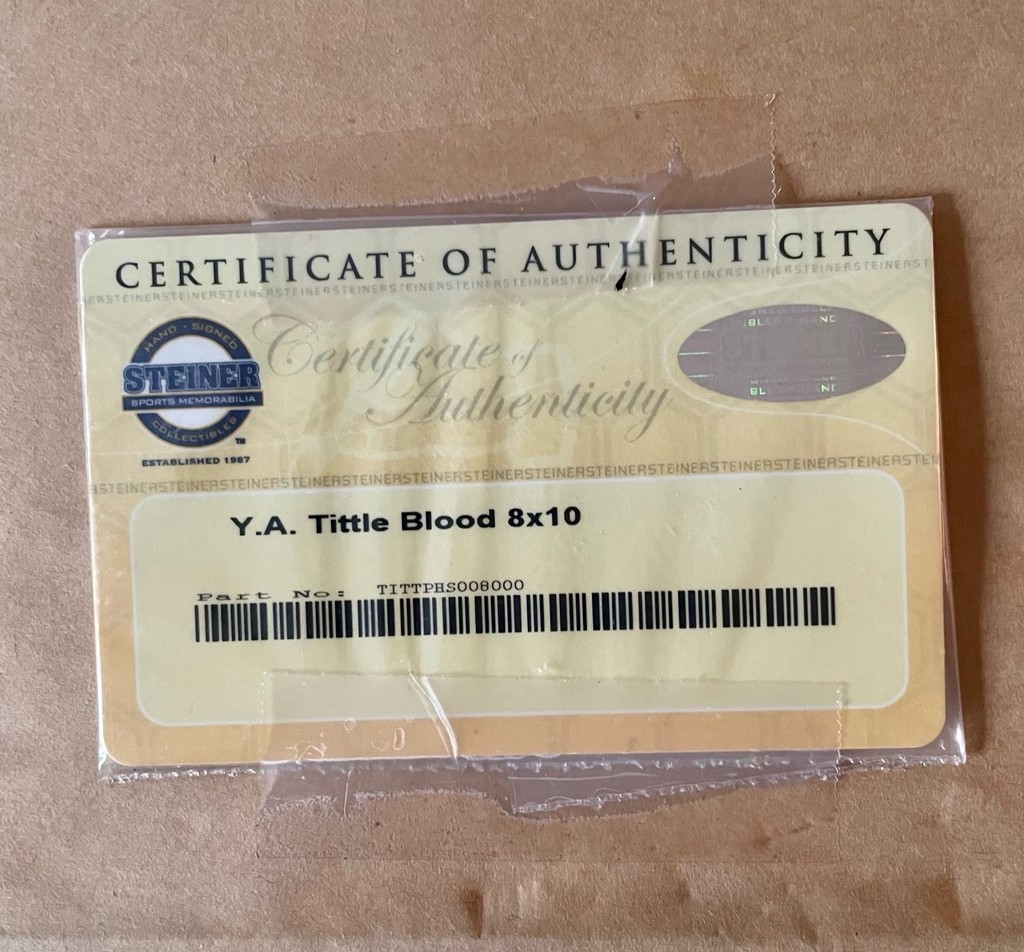 CERTIFICATE OF AUTHENTICITY
HAND · SIGNED
STEINER
SPORTS MEMORABILIA
COLLECTIBLES
TM
ESTABLISHED 1987
Certificate of
Authenticity
STEINERSTEINERSTEINERSTEINERSTEINERSTEINERSTEINERSTEINERSTEINER
Y.A. Tittle Blood 8x10
Part No: TITTPHS008000